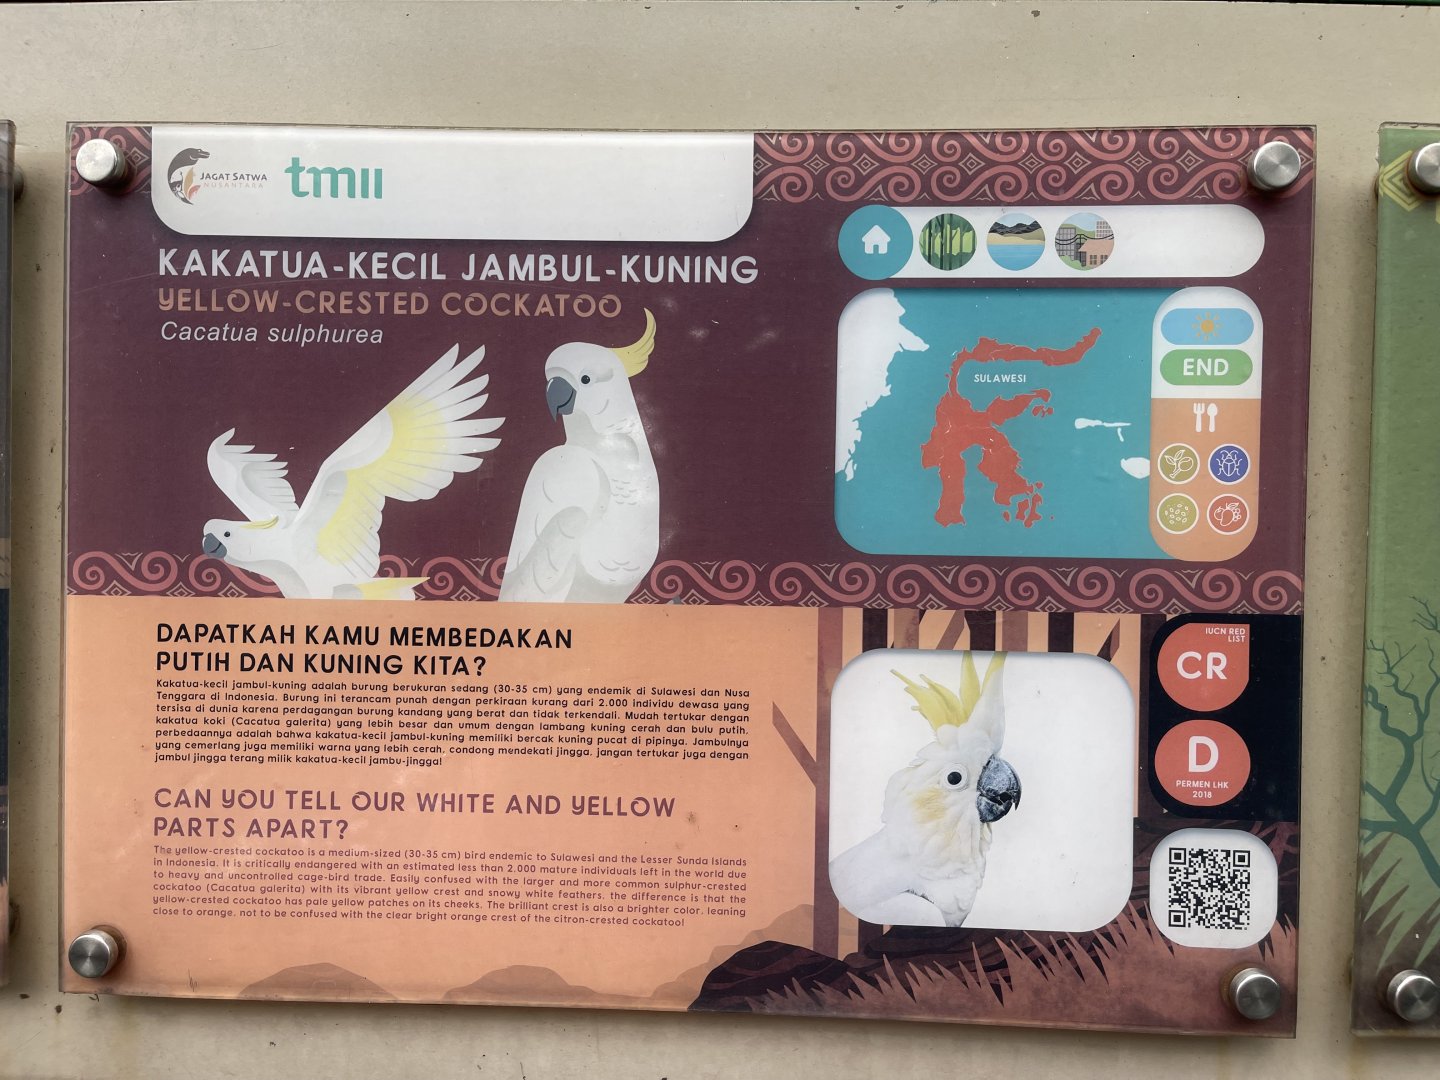 JAGAT SATWA
NUSANTARA
tmii
KAKATUA-KECIL JAMBUL-KUNING
YELLOW-CRESTED COCKATOO
Cacatua sulphurea
SULAWESI
END
DAPATKAH KAMU MEMBEDAKAN
PUTIH DAN KUNING KITA?
Kakatua-kecil jambul-kuning adalah burung berukuran sedang (30-35 cm) yang endemik di Sulawesi dan Nusa
Tenggara di Indonesia. Burung ini terancam punah dengan perkiraan kurang dari 2.000 individu dewasa yang
tersisa di dunia karena perdagangan burung kandang yang berat dan tidak terkendali. Mudah tertukar dengan
kakatua koki (Cacatua galerita) yang lebih besar dan umum dengan lambang kuning cerah dan bulu putih,
perbedaannya adalah bahwa kakatua-kecil jambul-kuning memiliki bercak kuning pucat di pipinya. Jambulnya
yang cemerlang juga memiliki warna yang lebih cerah, condong mendekati jingga, jangan tertukar juga dengan
jambul jingga terang milik kakatua-kecil jambu-jingga!
CAN YOU TELL OUR WHITE AND YELLOW
PARTS APART?
The yellow-crested cockatoo is a medium-sized (30-35 cm) bird endemic to Sulawesi and the Lesser Sunda Islands
in Indonesia. It is critically endangered with an estimated less than 2.000 mature individuals left in the world due
to heavy and uncontrolled cage-bird trade. Easily confused with the larger and more common sulphur-crested
cockatoo (Cacatua galerita) with its vibrant yellow crest and snowy white feathers, the difference is that the
yellow-crested cockatoo has pale yellow patches on its cheeks. The brilliant crest is also a brighter color, leaning
close to orange, not to be confused with the clear bright orange crest of the citron-crested cockatoo!
IUCN RED
LIST
CR
D
PERMEN LHK
2018